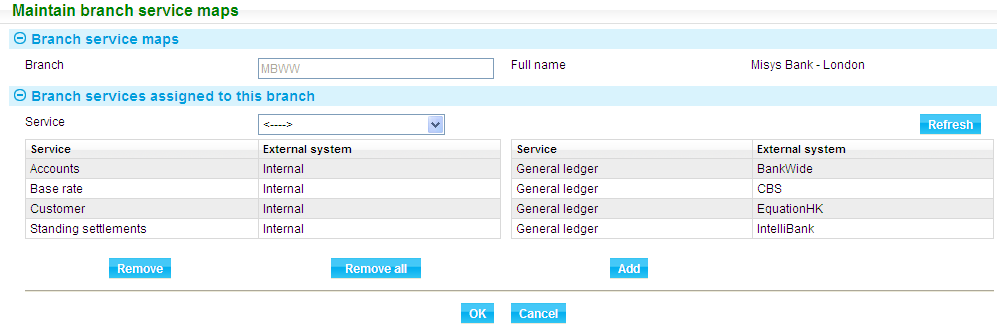 Maintain branch service maps
Branch service maps
Branch MBWW Full name Misys Bank - London
Branch services assigned to this branch
Service <----> Refresh
Service External system Service External system
Accounts Internal General ledger BankWide
Base rate Internal General ledger CBS
Customer Internal General ledger EquationHK
Standing settlements Internal General ledger IntelliBank
Remove Remove all Add
OK Cancel